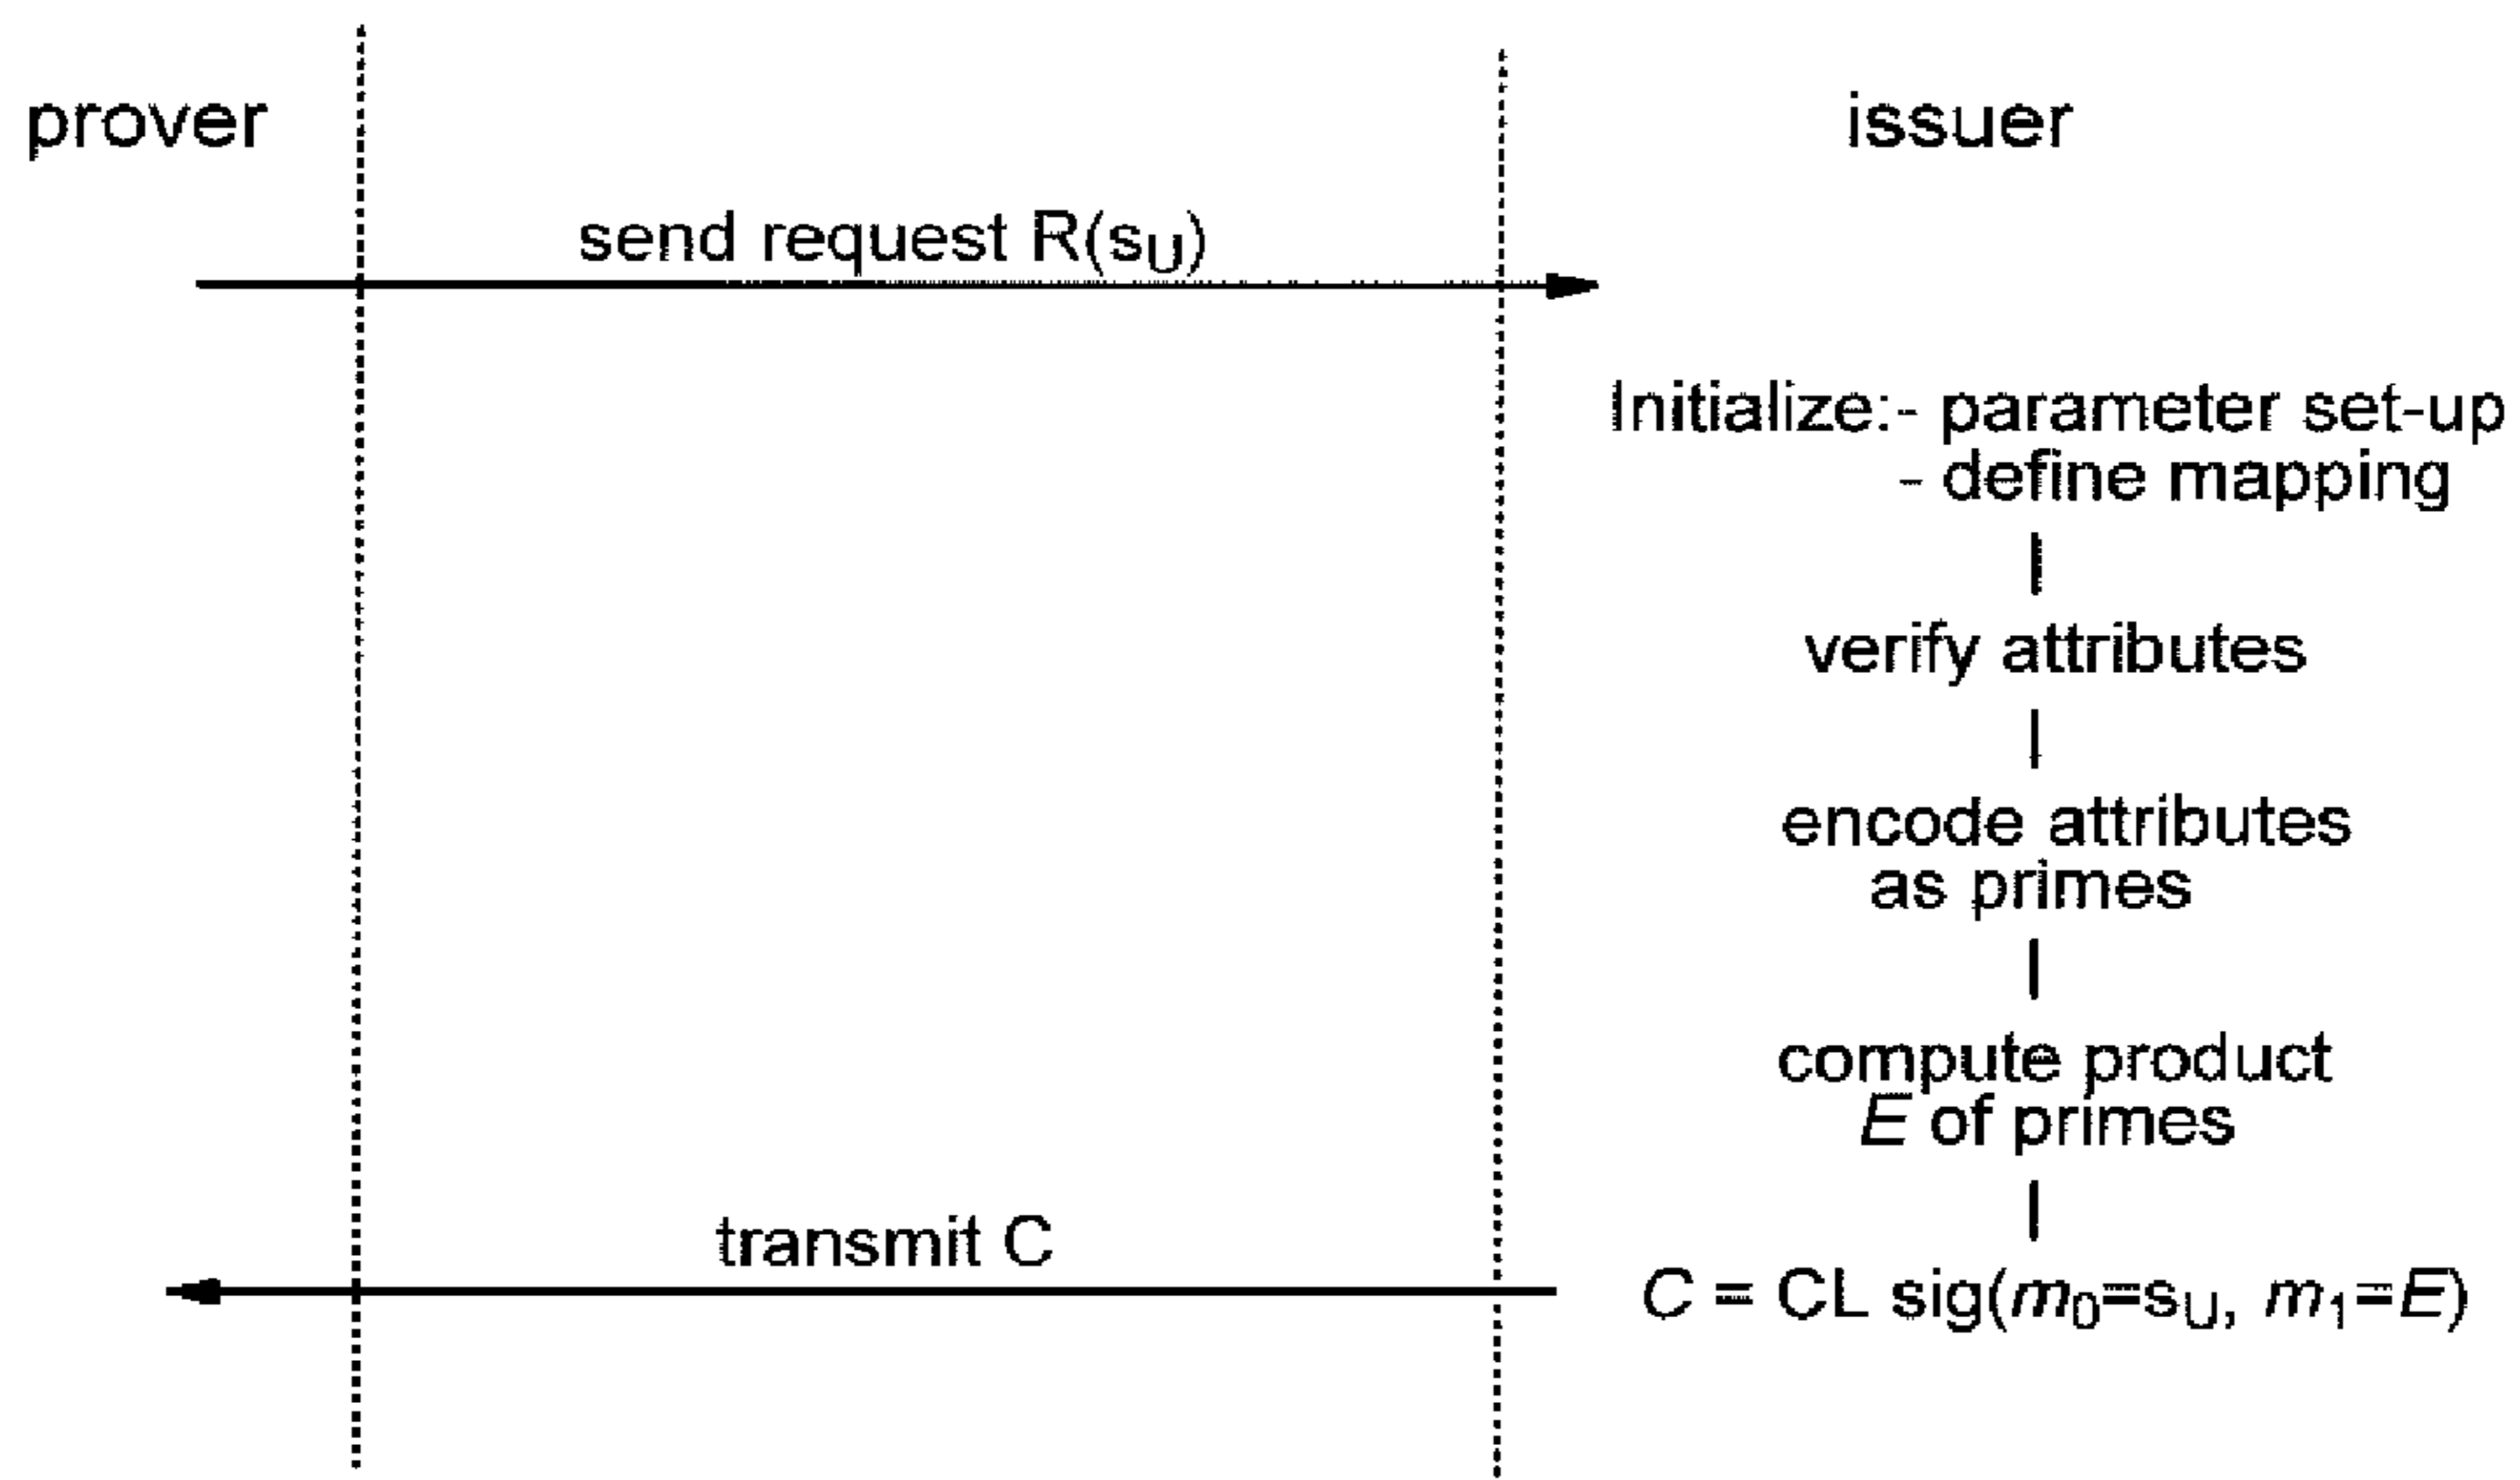 prover
issuer
send request R(sU)
Initialize:- parameter set-up
- define mapping
verify attributes
encode attributes
as primes
compute product
E of primes
transmit C
C = CL sig(m0=sU, m1=E)